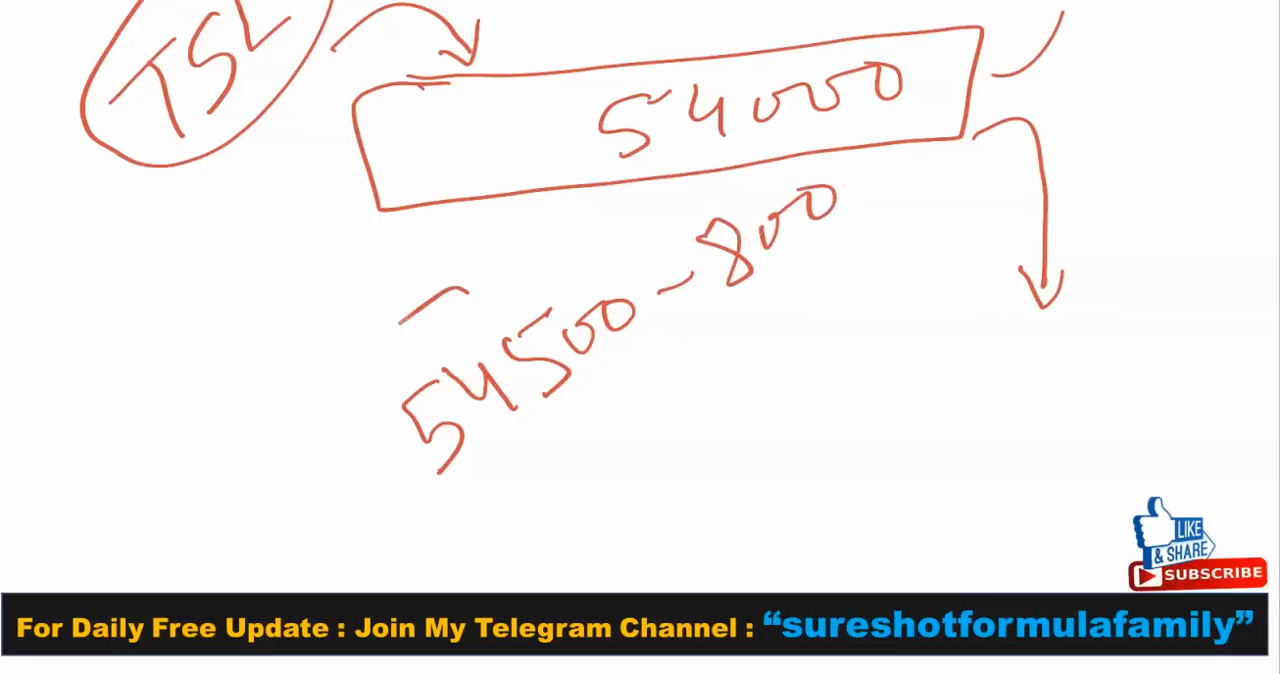 TSL
54000
54500-800
LIKE
& SHARE
SUBSCRIBE
For Daily Free Update : Join My Telegram Channel : “sureshotformulafamily”